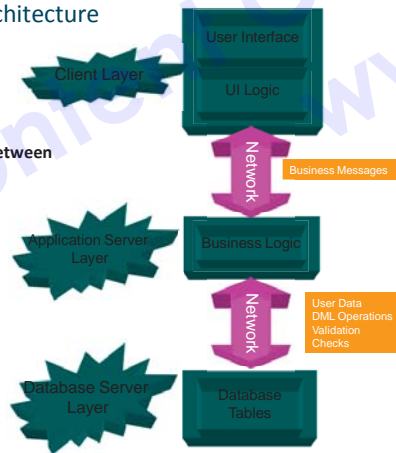 chitecture
User Interface
Client Layer
UI Logic
etween
Network
Business Messages
Application Server
Layer
Business Logic
Network
User Data
DML Operations
Validation
Checks
Database Server
Layer
Database
Tables